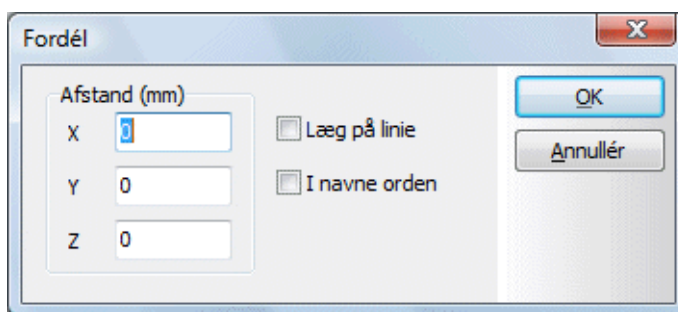 Fordél
Afstand (mm)
X 0
Y 0
Z 0
Læg på linie
I navne orden
OK
Annullér